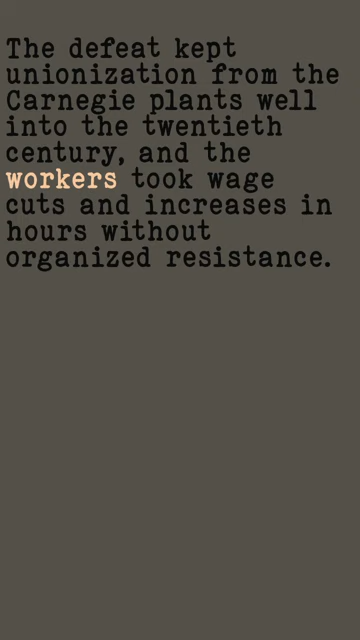 The defeat kept
unionization from the
Carnegie plants well
into the twentieth
century, and the
workers took wage
cuts and increases in
hours without
organized resistance.